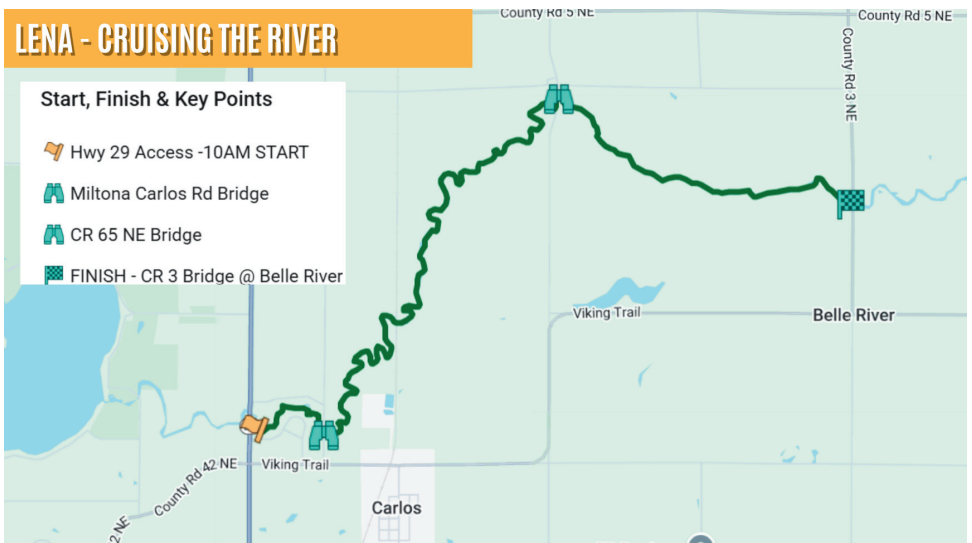 County Rd 5 NE
County Rd 5 NE
LENA - CRUISING THE RIVER
County Rd 3 NE
Start, Finish & Key Points
Hwy 29 Access -10AM START
Miltona Carlos Rd Bridge
CR 65 NE Bridge
FINISH - CR 3 Bridge @ Belle River
Viking Trail
Belle River
County Rd 42 NE
Viking Trail
Carlos
2 NE